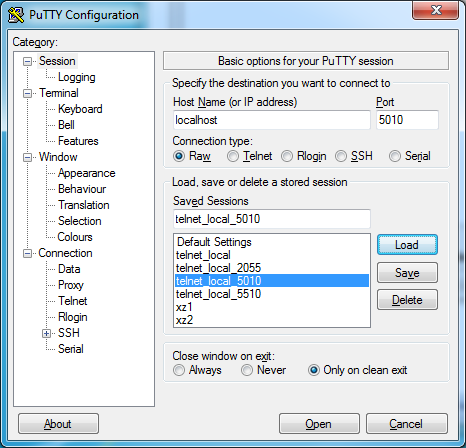 PuTTY Configuration
Category:
Session
Logging
Terminal
Keyboard
Bell
Features
Window
Appearance
Behaviour
Translation
Selection
Colours
Connection
Data
Proxy
Telnet
Rlogin
SSH
Serial
Basic options for your PuTTY session
Specify the destination you want to connect to
Host Name (or IP address) Port
localhost 5010
Connection type:
Raw Telnet Rlogin SSH Serial
Load, save or delete a stored session
Saved Sessions
telnet_local_5010
Default Settings
telnet_local
telnet_local_2055
telnet_local_5010
telnet_local_5510
xz1
xz2
Load
Save
Delete
Close window on exit:
Always Never Only on clean exit
About Open Cancel